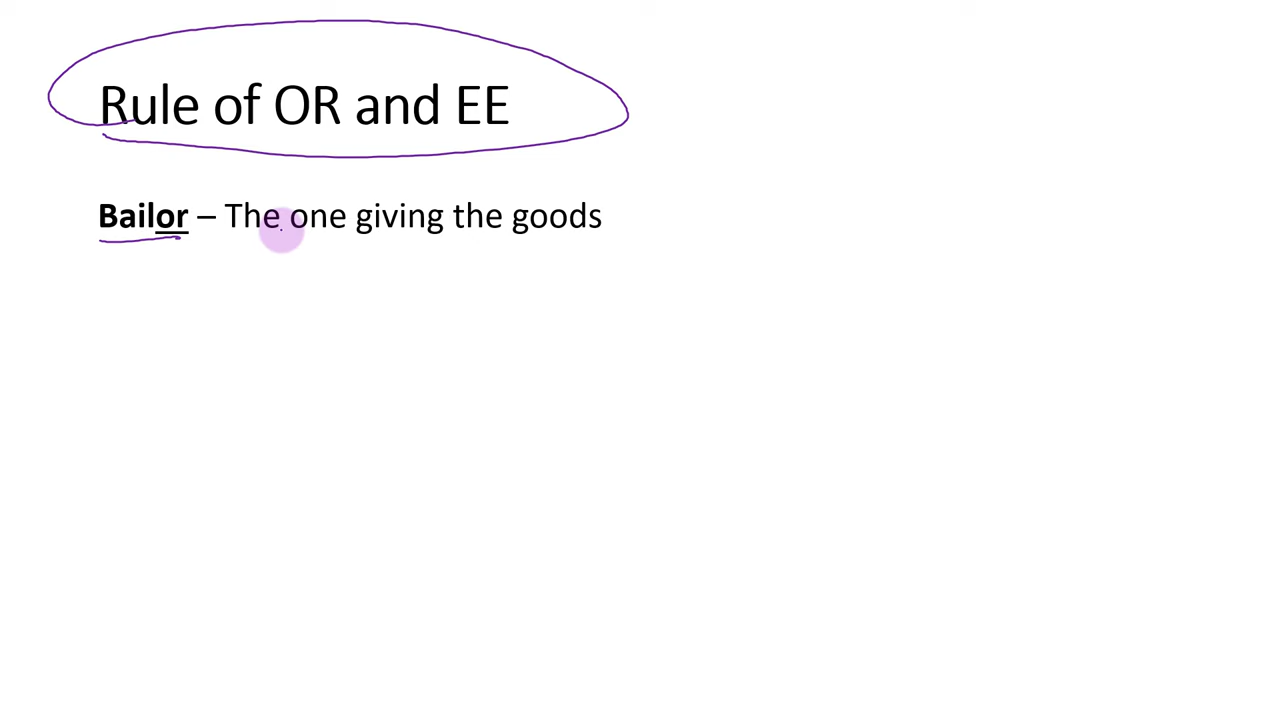 Rule of OR and EE
Bailor – The one giving the goods